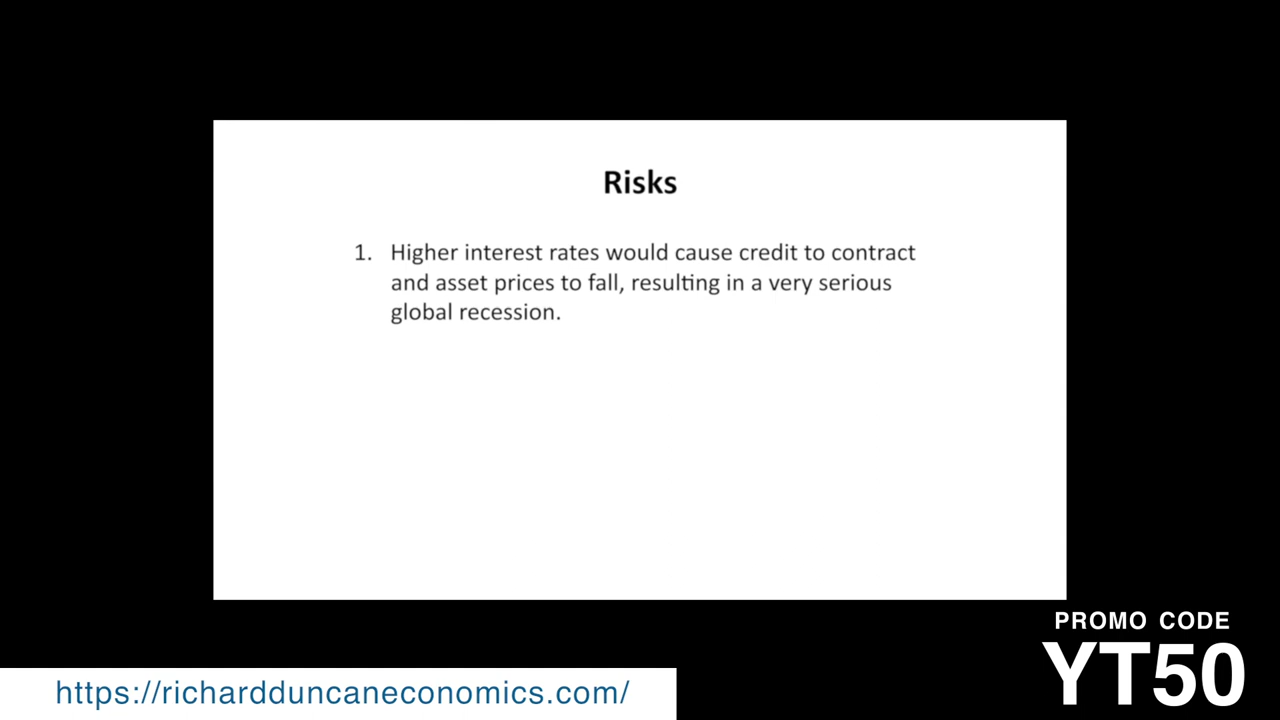 Risks
1. Higher interest rates would cause credit to contract
and asset prices to fall, resulting in a very serious
global recession.
PROMO CODE
YT50
https://richardduncaneconomics.com/